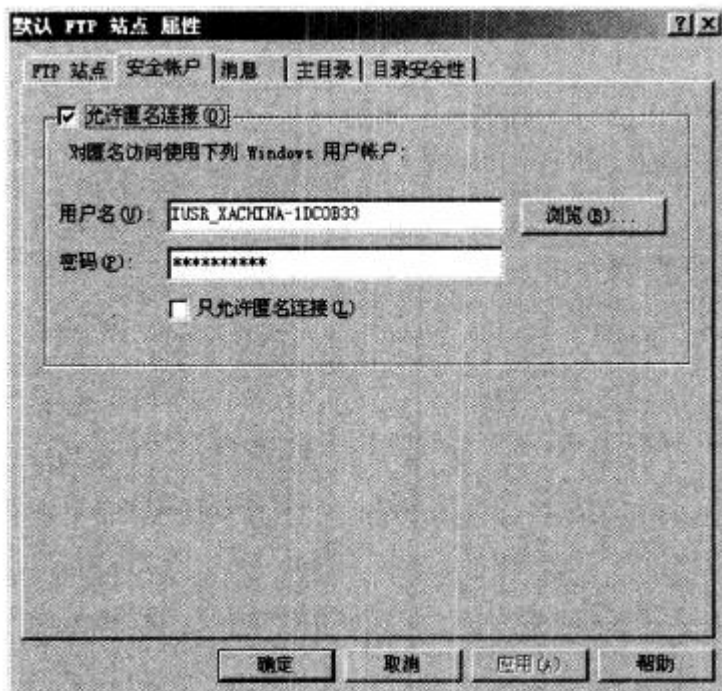 默认 FTP 站点 属性
FTP 站点 安全帐户 消息 主目录 目录安全性
允许匿名连接(O)
对匿名访问使用下列 Windows 用户帐户:
用户名(U): IUSR_XACHINA-1DCOB33 浏览(B)...
密码(P): **********
只允许匿名连接(L)
确定 取消 应用(A) 帮助